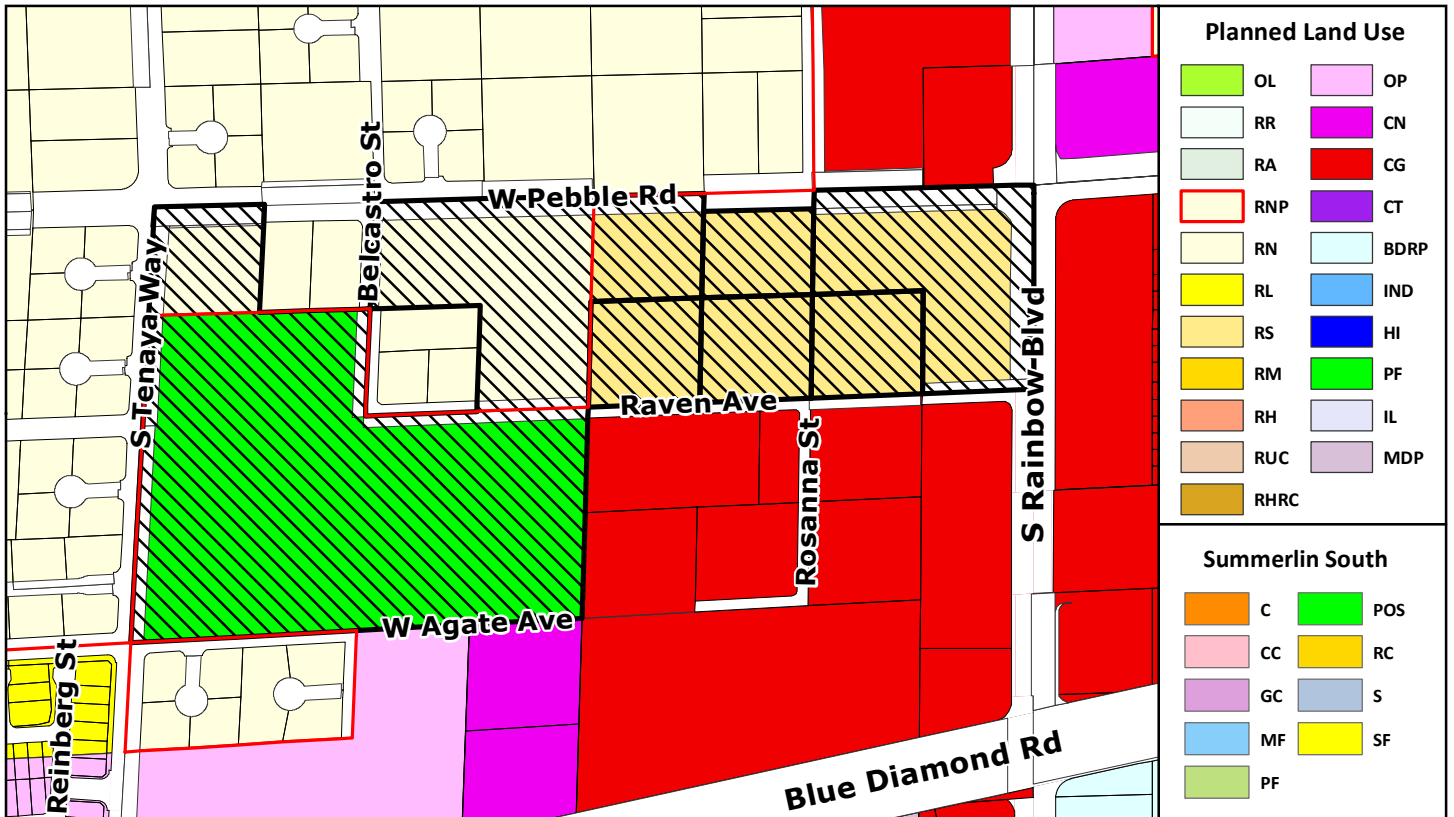 W Pebble Rd
Belcastro St
S Tenaya Way
S Rainbow Blvd
Raven Ave
Rosanna St
W Agate Ave
Reinberg St
Blue Diamond Rd
Planned Land Use
OL OP
RR CN
RA CG
RNP CT
RN BDRP
RL IND
RS HI
RM PF
RH IL
RUC MDP
RHRC
Summerlin South
C POS
CC RC
GC S
MF SF
PF